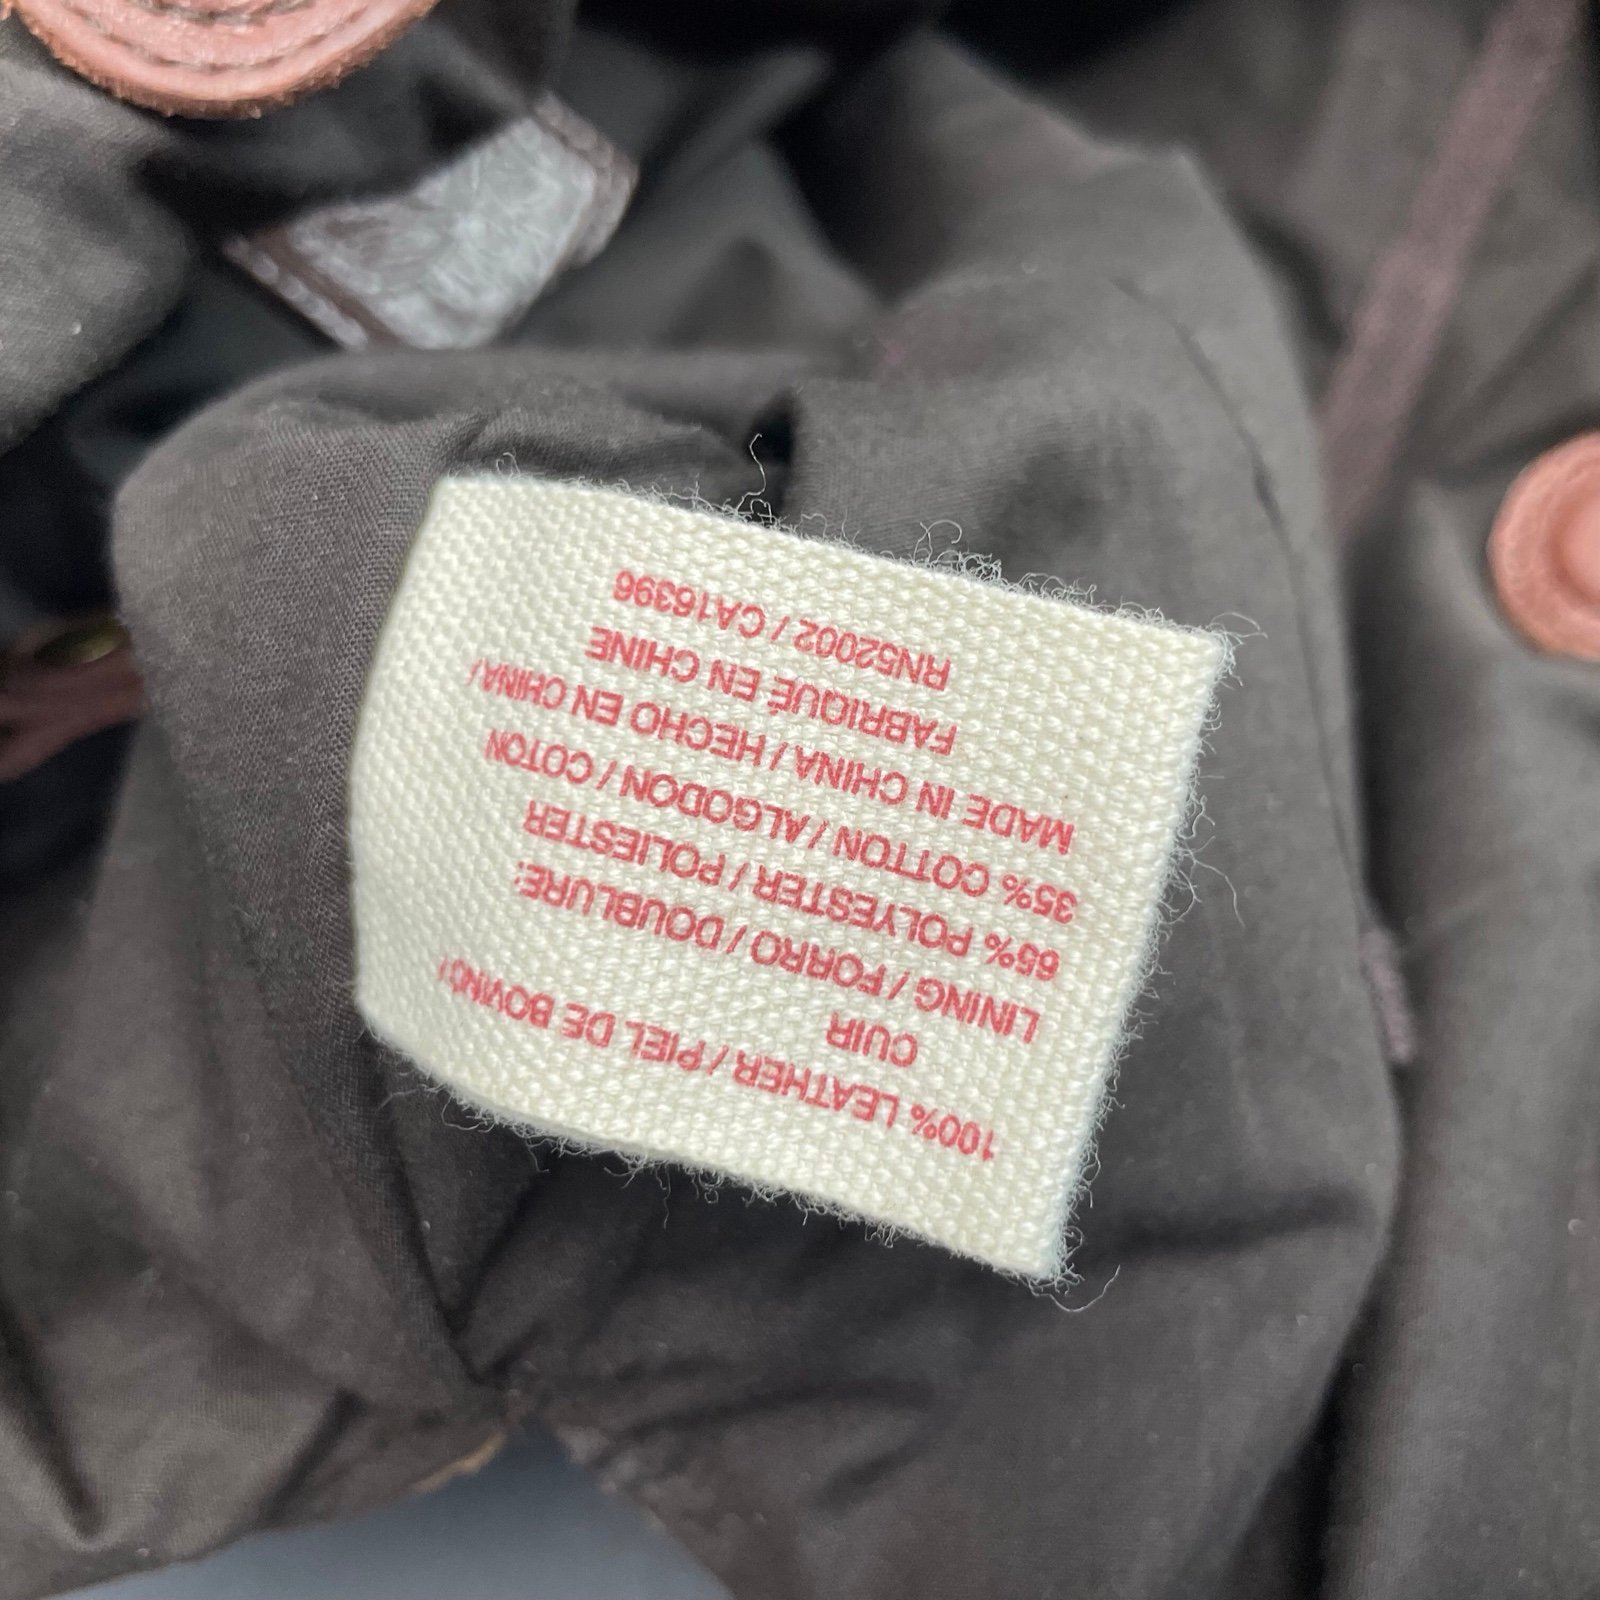 100% LEATHER / PIEL DE BOVINO /
CUIR
LINING / FORRO / DOUBLURE:
65% POLYESTER / POLIESTER
35% COTTON / ALGODON / COTON
MADE IN CHINA / HECHO EN CHINA /
FABRIQUÉ EN CHINE
RN52002 / CA16396